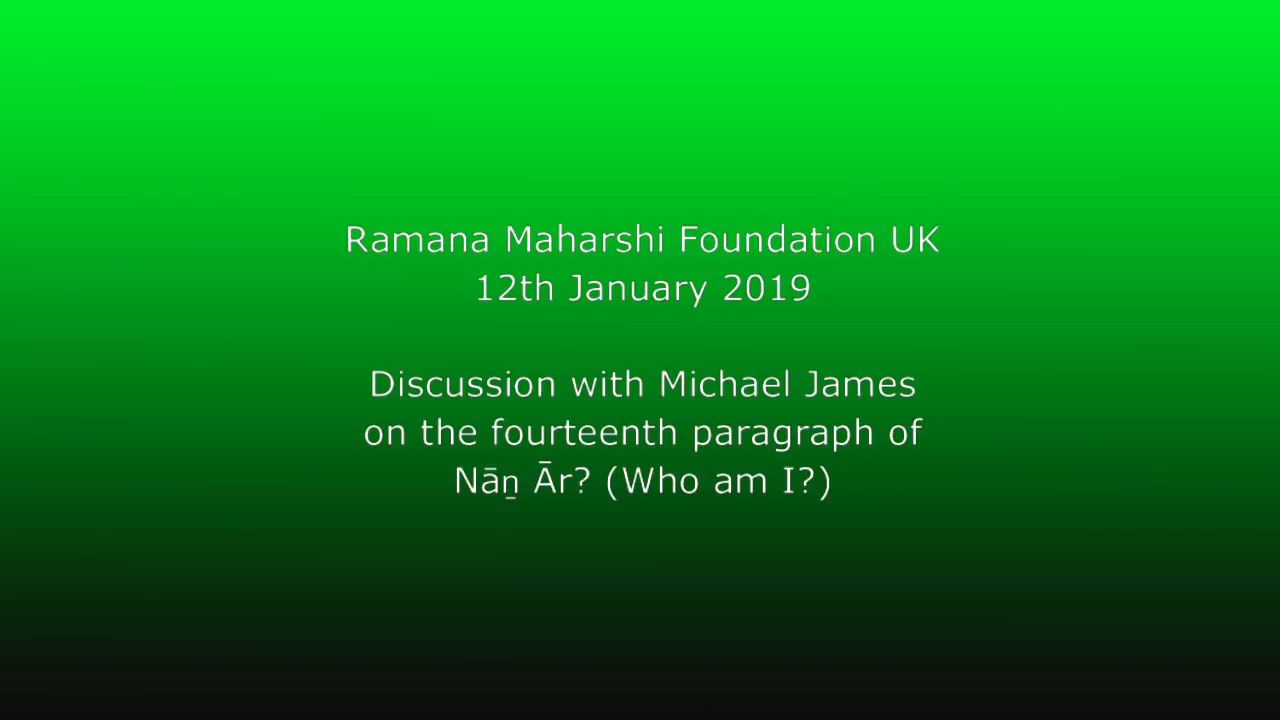 Ramana Maharshi Foundation UK
12th January 2019
Discussion with Michael James
on the fourteenth paragraph of
Nāṉ Ār? (Who am I?)